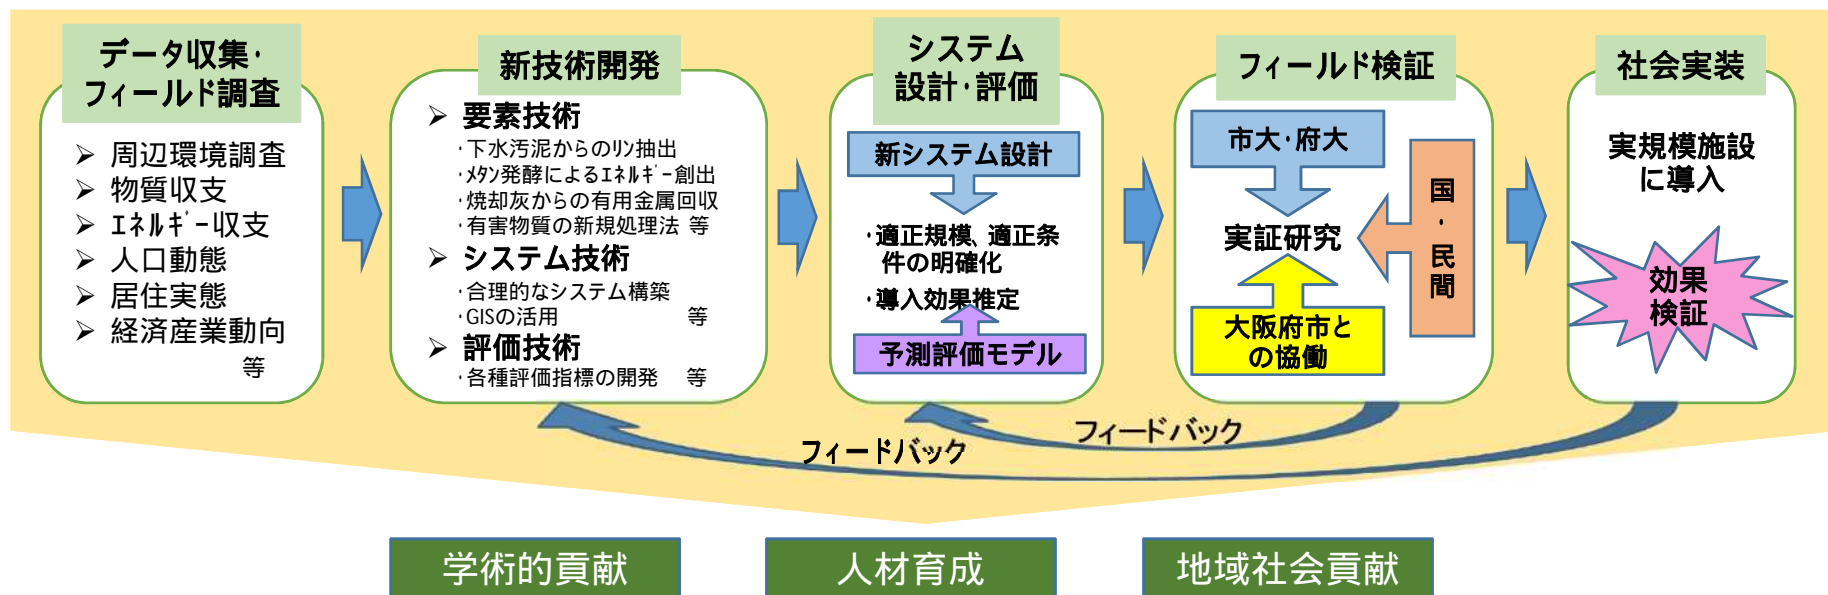 データ収集・
フィールド調査
➢ 周辺環境調査
➢ 物質収支
➢ ｴﾈﾙｷﾞｰ収支
➢ 人口動態
➢ 居住実態
➢ 経済産業動向
等
新技術開発
➢ 要素技術
・下水汚泥からのﾘﾝ抽出
・ﾒﾀﾝ発酵によるｴﾈﾙｷﾞｰ創出
・焼却灰からの有用金属回収
・有害物質の新規処理法 等
➢ システム技術
・合理的なシステム構築
・GISの活用 等
➢ 評価技術
・各種評価指標の開発 等
システム
設計・評価
新システム設計
・適正規模、適正条
件の明確化
・導入効果推定
予測評価モデル
フィールド検証
市大・府大
実証研究
国・民間
大阪府市と
の協働
社会実装
実規模施設
に導入
効果
検証
フィードバック
フィードバック
学術的貢献
人材育成
地域社会貢献